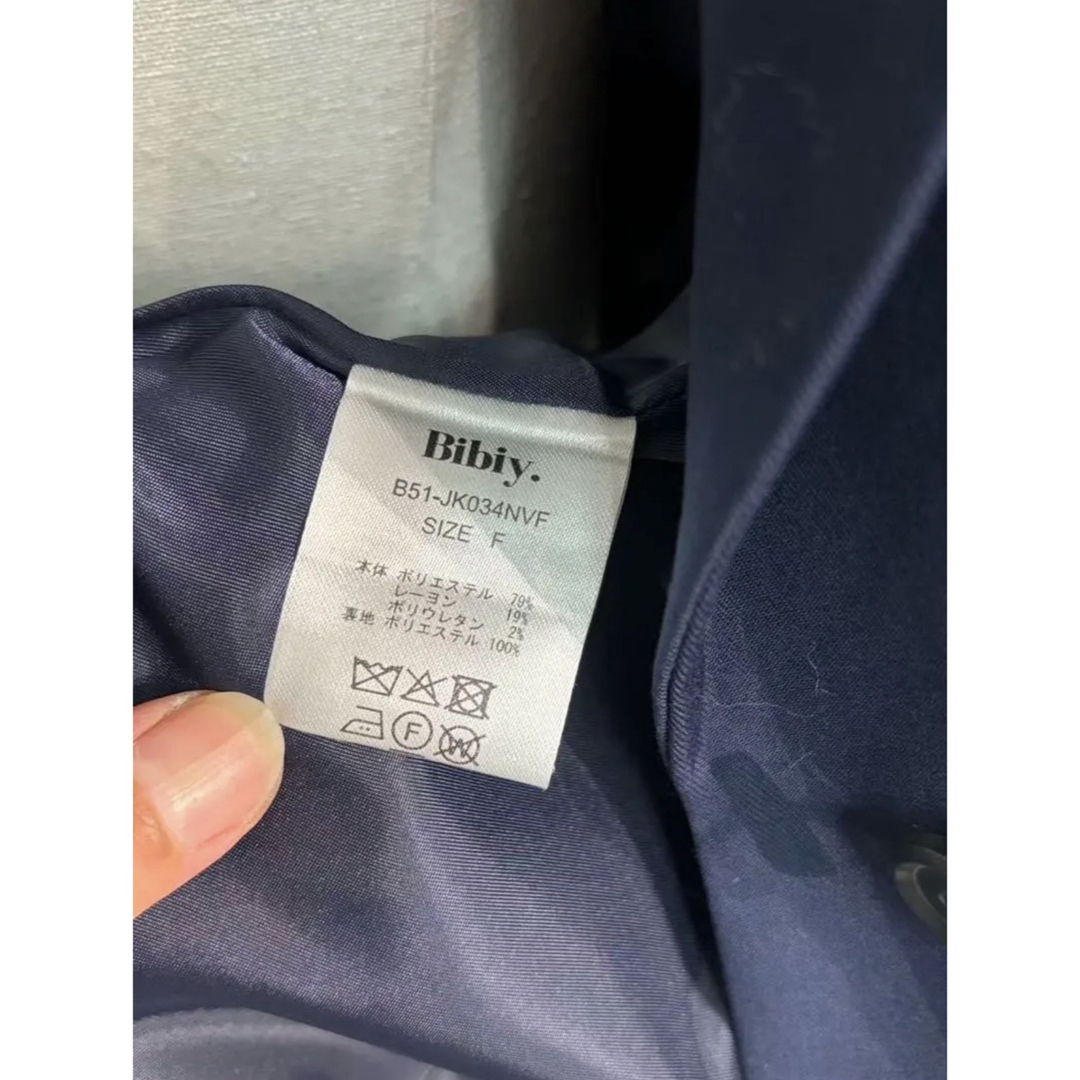 Bibiy.
B51-JK034NVF
SIZE F
本体 ポリエステル 79%
レーヨン 19%
ポリウレタン 2%
裏地 ポリエステル 100%
F
W